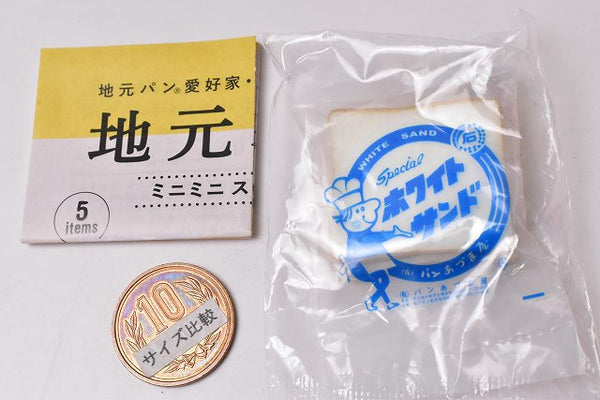 地元パン®愛好家・
地元
ミニミニス
5
items
WHITE SAND
Special
ホワイト
サンド
パンあづま屋
10
サイズ比較